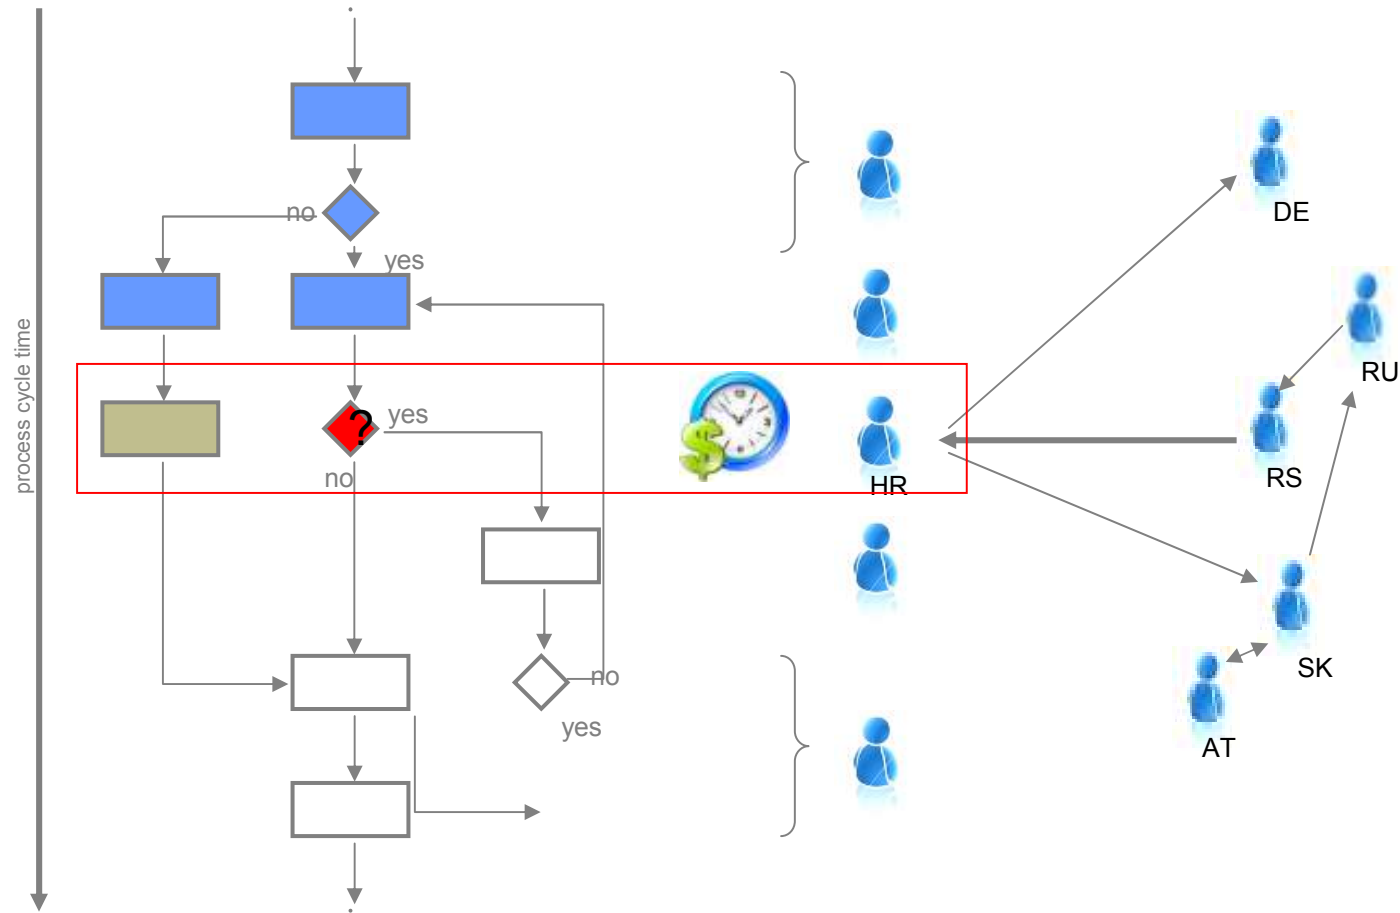 no
yes
process cycle time
?
yes
no
no
yes
HR
DE
RU
RS
SK
AT